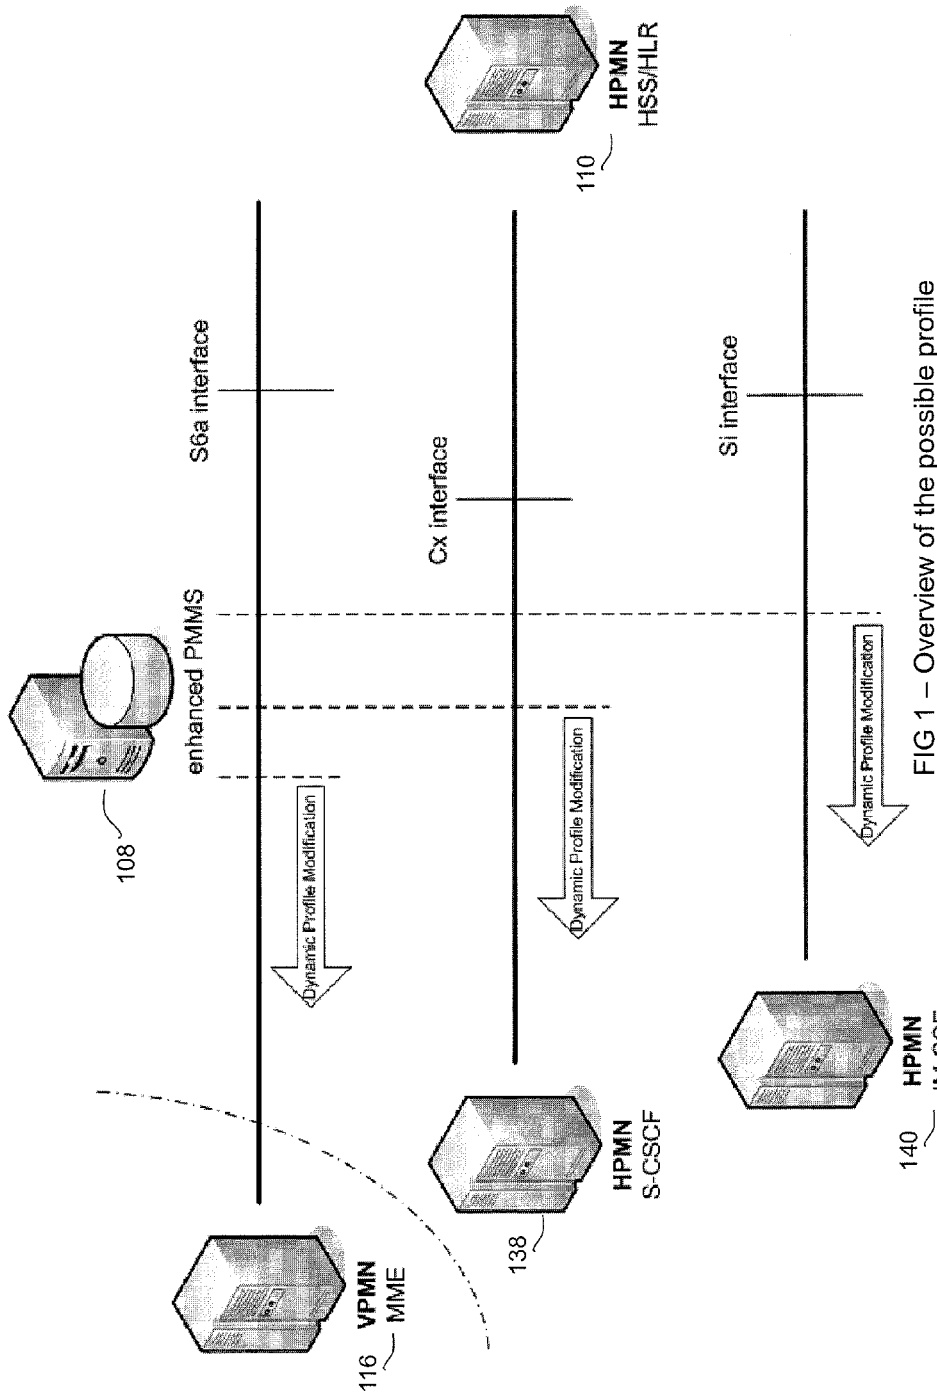 108
enhanced PMMS
S6a interface
116
VPMN
MME
Dynamic Profile Modification
Cx interface
110
HPMN
HSS/HLR
138
HPMN
S-CSCF
Dynamic Profile Modification
Si interface
140
HPMN
Dynamic Profile Modification
FIG 1 – Overview of the possible profile